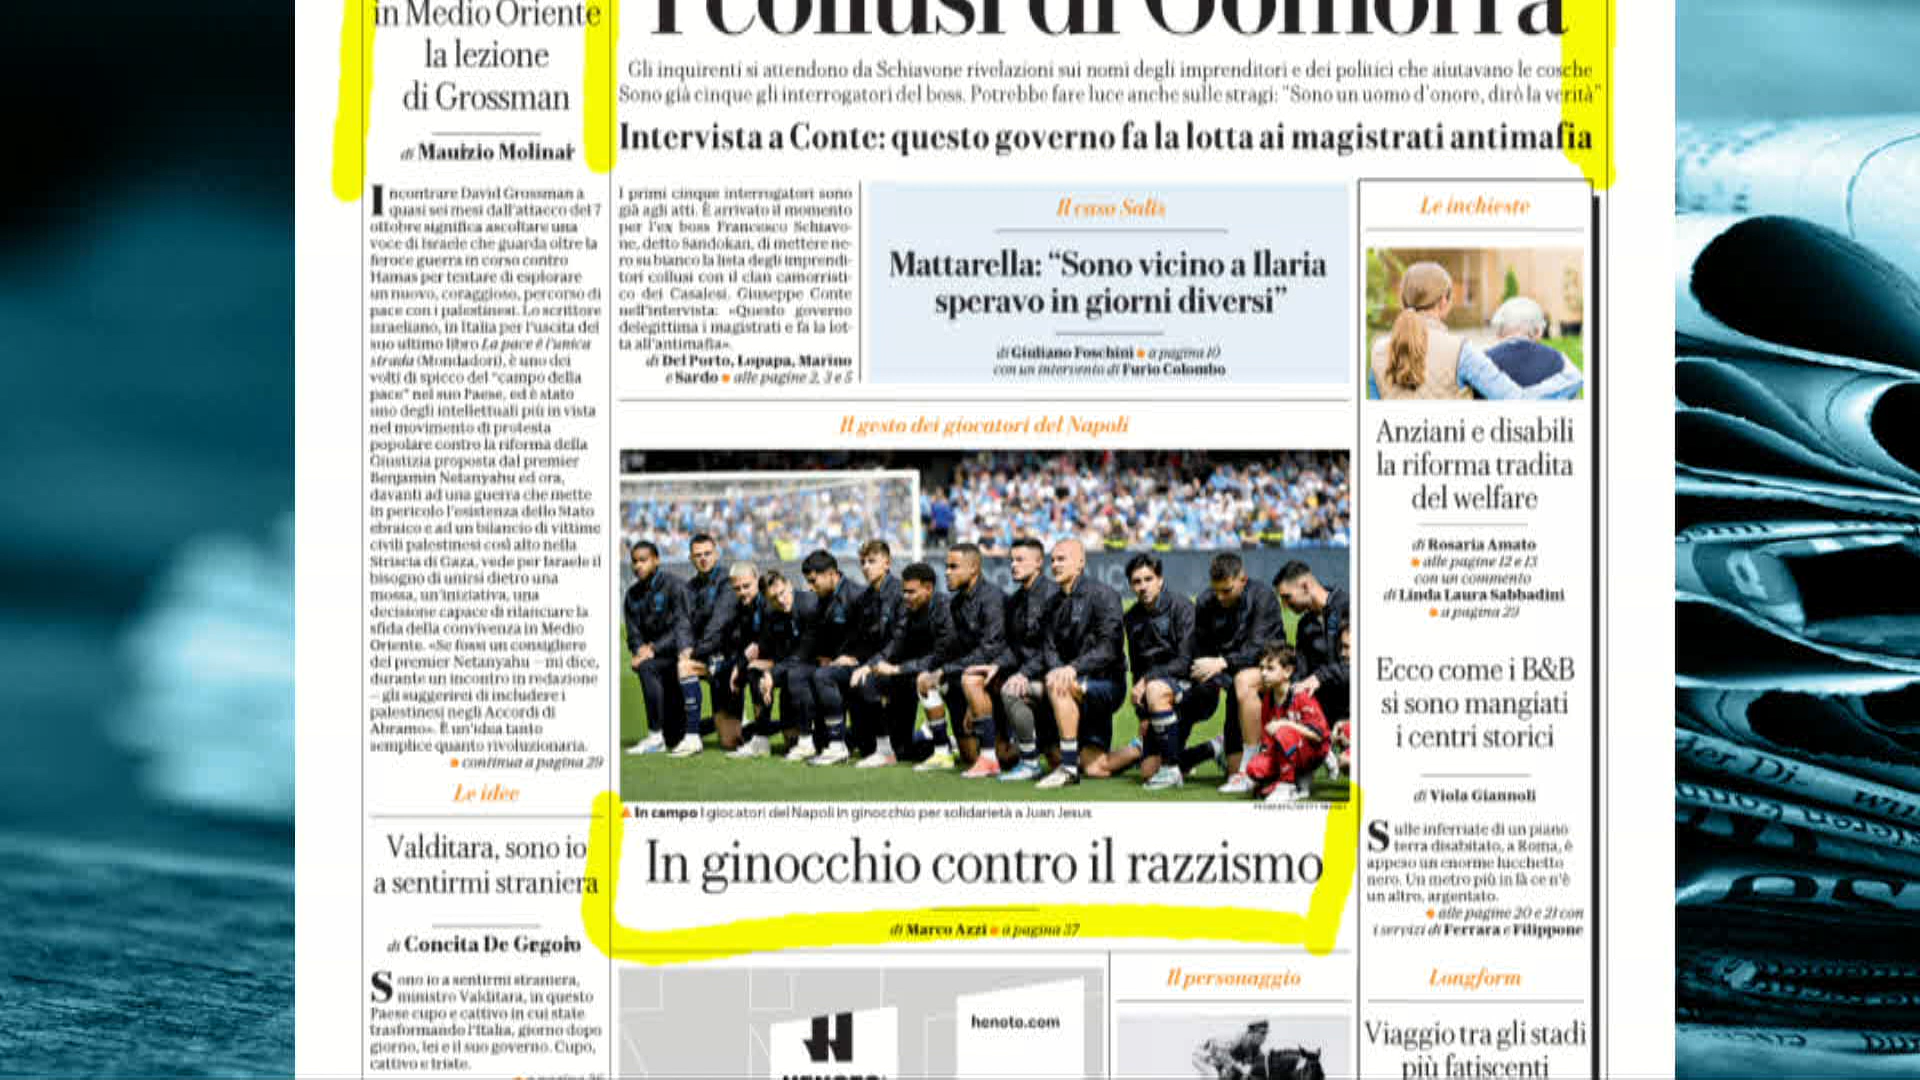 in Medio Oriente
la lezione
di Grossman
di Maurizio Molinari
Incontrare David Grossman a
quasi sei mesi dall'attacco del 7
ottobre significa ascoltare una
voce di Israele che guarda oltre la
feroce guerra in corso contro
Hamas per tentare di esplorare
un nuovo, coraggioso, percorso di
pace con i palestinesi. Lo scrittore
israeliano, in Italia per l'uscita del
suo ultimo libro La pace è l'unica
strada (Mondadori), è uno dei
volti di spicco del "campo della
pace" nel suo Paese, ed è stato
uno degli intellettuali più in vista
nel movimento di protesta
popolare contro la riforma della
Giustizia proposta dal premier
Benjamin Netanyahu ed ora,
davanti ad una guerra che mette
in pericolo l'esistenza dello Stato
ebraico e ad un bilancio di vittime
civili palestinesi così alto nella
Striscia di Gaza, vede per Israele il
bisogno di unirsi dietro una
mossa, un'iniziativa, una
decisione capace di rilanciare la
sfida della convivenza in Medio
Oriente. «Se fossi un consigliere
del premier Netanyahu – mi dice,
durante un incontro in redazione
– gli suggerirei di includere i
palestinesi negli Accordi di
Abramo». È un'idea tanto
semplice quanto rivoluzionaria.
continua a pagina 29
Le idee
Valditara, sono io
a sentirmi straniera
di Concita De Gregoio
Sono io a sentirmi straniera,
ministro Valditara, in questo
Paese cupo e cattivo in cui state
trasformando l'Italia, giorno dopo
giorno, lei e il suo governo. Cupo,
cattivo e triste.
I collusi di Gomorra
Gli inquirenti si attendono da Schiavone rivelazioni sui nomi degli imprenditori e dei politici che aiutavano le cosche
Sono già cinque gli interrogatori del boss. Potrebbe fare luce anche sulle stragi: "Sono un uomo d'onore, dirò la verità"
Intervista a Conte: questo governo fa la lotta ai magistrati antimafia
I primi cinque interrogatori sono
già agli atti. È arrivato il momento
per l'ex boss Francesco Schiavo-
ne, detto Sandokan, di mettere ne-
ro su bianco la lista degli imprendi-
tori collusi con il clan camorristi-
co dei Casalesi. Giuseppe Conte
nell'intervista: «Questo governo
delegittima i magistrati e fa la lot-
ta all'antimafia».
di Del Porto, Lopapa, Marino
e Sardo alle pagine 2, 3 e 5
Il caso Salis
Mattarella: "Sono vicino a Ilaria
speravo in giorni diversi"
di Giuliano Foschini a pagina 10
con un intervento di Furio Colombo
Il gesto dei giocatori del Napoli
In campo I giocatori del Napoli in ginocchio per solidarietà a Juan Jesus
In ginocchio contro il razzismo
di Marco Azzi a pagina 37
henoto.com
Il personaggio
Le inchieste
Anziani e disabili
la riforma tradita
del welfare
di Rosaria Amato
alle pagine 12 e 13
con un commento
di Linda Laura Sabbadini
a pagina 29
Ecco come i B&B
si sono mangiati
i centri storici
di Viola Giannoli
Sulle inferriate di un piano
terra disabitato, a Roma, è
appeso un enorme lucchetto
nero. Un metro più in là ce n'è
un altro, argentato.
alle pagine 20 e 21 con
i servizi di Ferrara e Filippone
Longform
Viaggio tra gli stadi
più fatiscenti